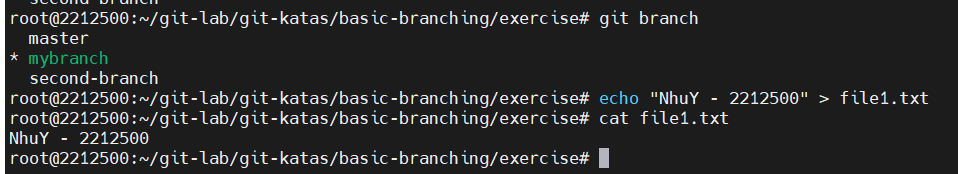 second-branch
root@2212500:~/git-lab/git-katas/basic-branching/exercise# git branch
  master
* mybranch
  second-branch
root@2212500:~/git-lab/git-katas/basic-branching/exercise# echo "NhuY - 2212500" > file1.txt
root@2212500:~/git-lab/git-katas/basic-branching/exercise# cat file1.txt
NhuY - 2212500
root@2212500:~/git-lab/git-katas/basic-branching/exercise#